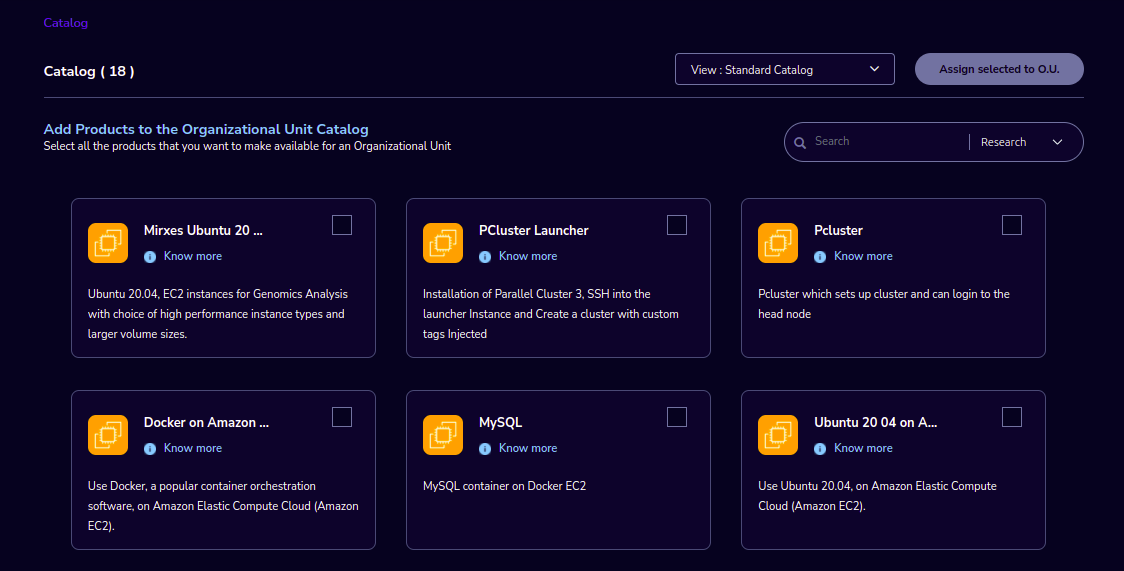 Catalog
Catalog ( 18 )
View : Standard Catalog
Assign selected to O.U.
Add Products to the Organizational Unit Catalog
Select all the products that you want to make available for an Organizational Unit
Search
Research
Mirxes Ubuntu 20 ...
Know more
Ubuntu 20.04, EC2 instances for Genomics Analysis
with choice of high performance instance types and
larger volume sizes.
PCluster Launcher
Know more
Installation of Parallel Cluster 3, SSH into the
launcher Instance and Create a cluster with custom
tags Injected
Pcluster
Know more
Pcluster which sets up cluster and can login to the
head node
Docker on Amazon ...
Know more
Use Docker, a popular container orchestration
software, on Amazon Elastic Compute Cloud (Amazon
EC2).
MySQL
Know more
MySQL container on Docker EC2
Ubuntu 20 04 on A...
Know more
Use Ubuntu 20.04, on Amazon Elastic Compute
Cloud (Amazon EC2).